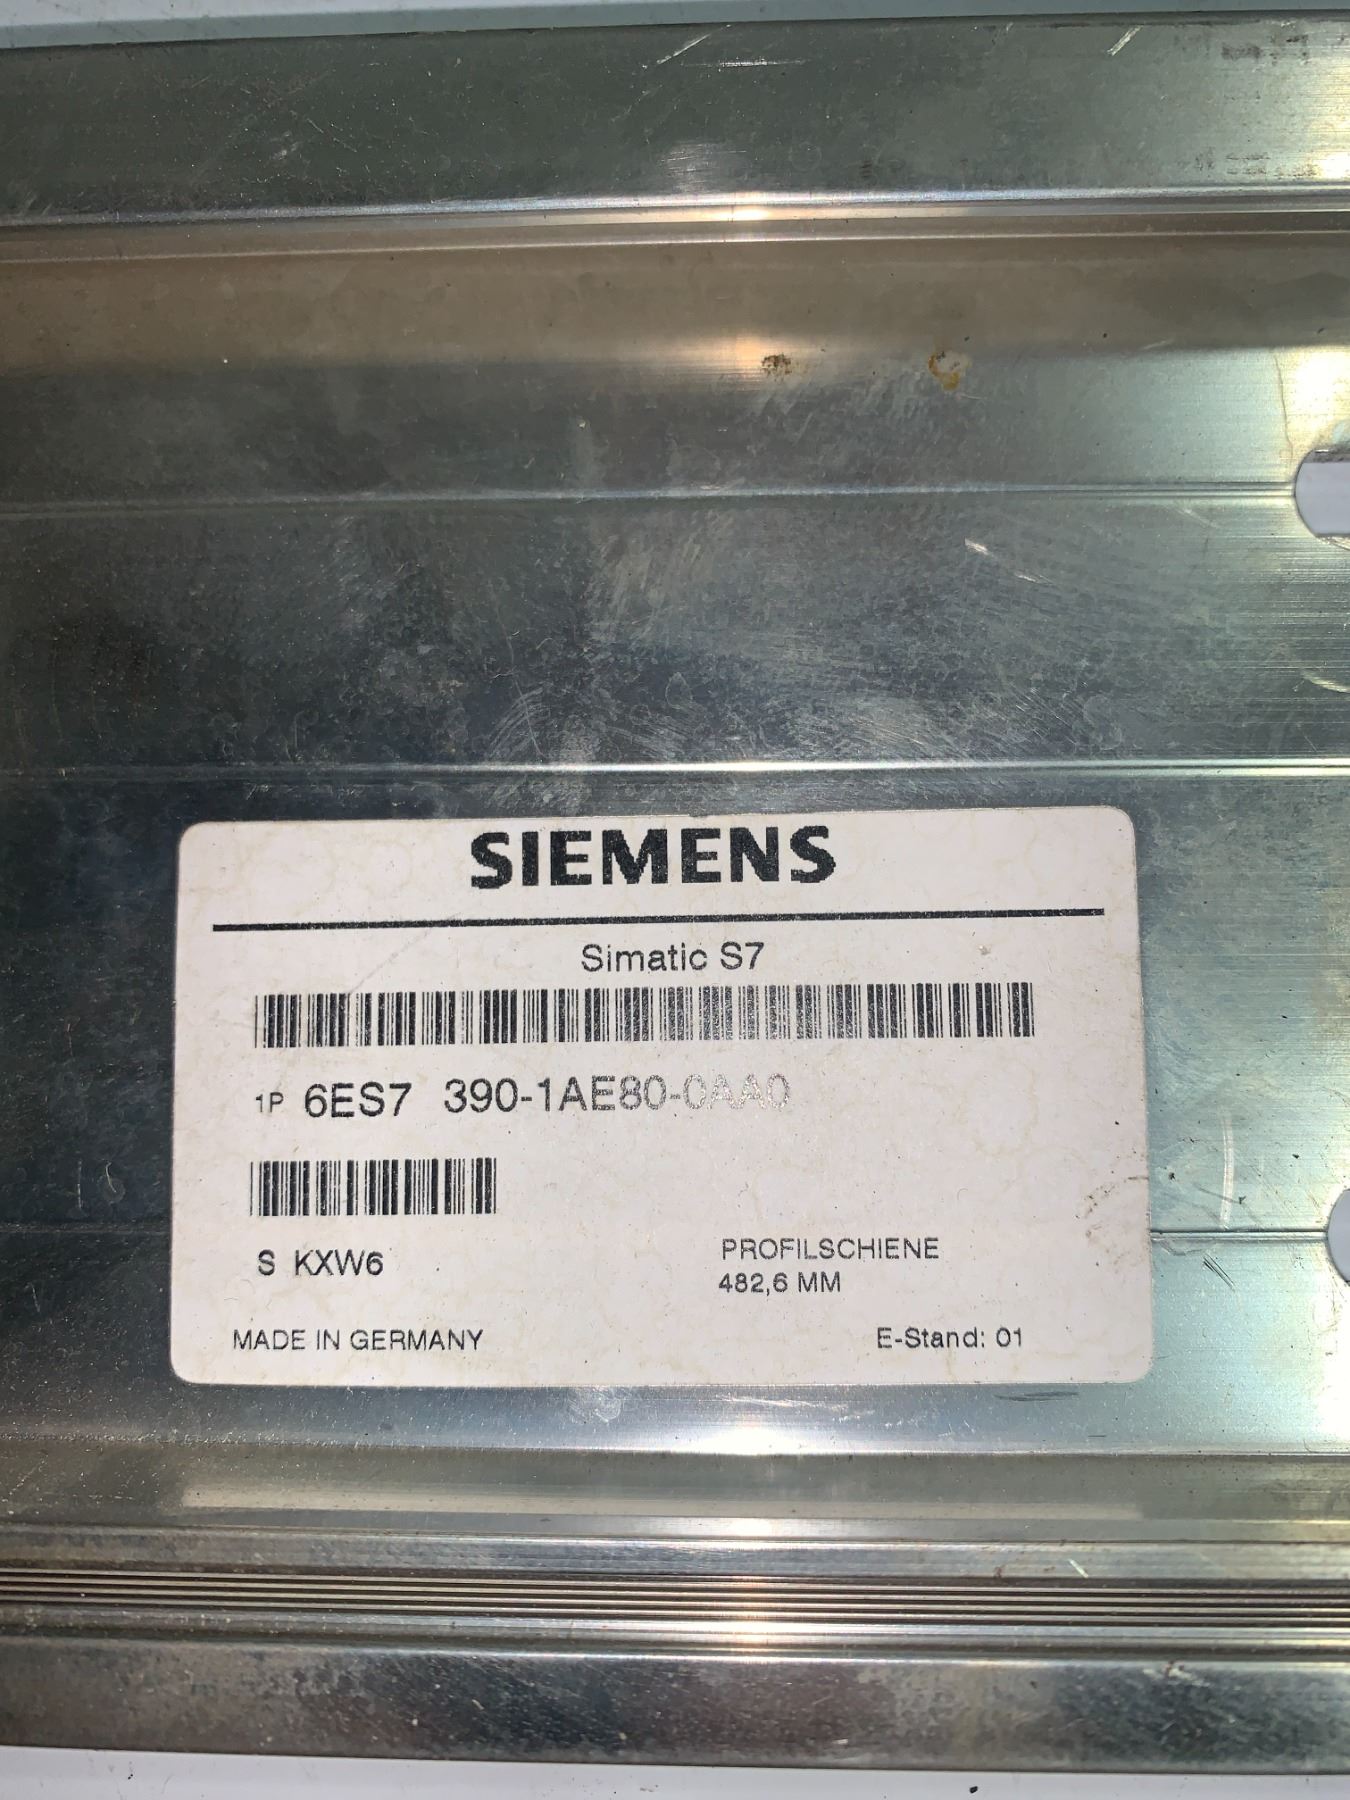 SIEMENS
Simatic S7
1P 6ES7 390-1AE80-0AA0
S KXW6
PROFILSCHIENE
482,6 MM
MADE IN GERMANY
E-Stand: 01